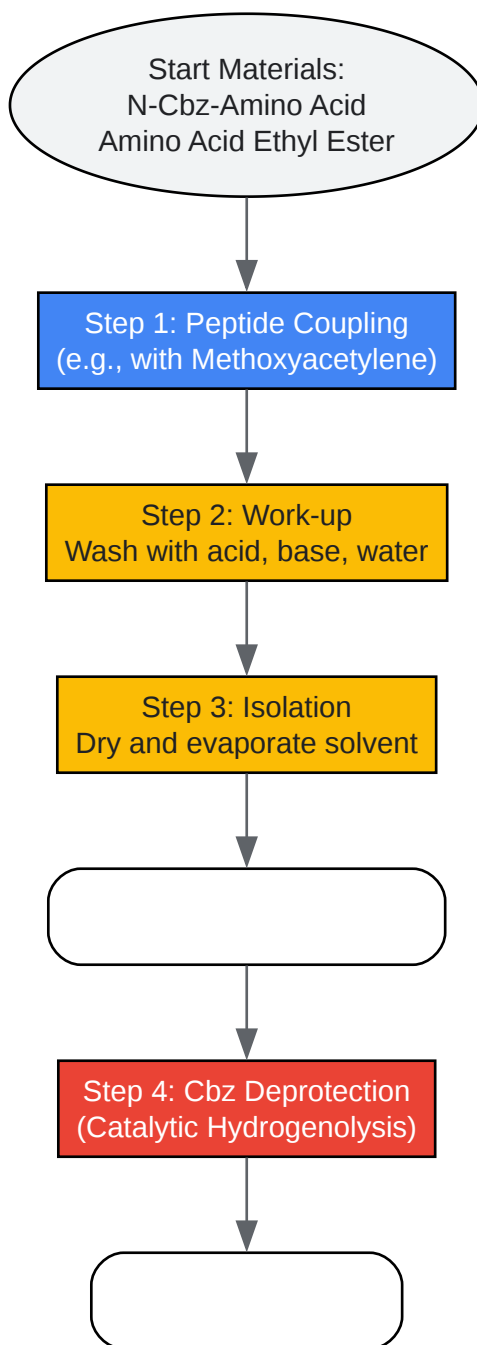 Start Materials:
N-Cbz-Amino Acid
Amino Acid Ethyl Ester
Step 1: Peptide Coupling
(e.g., with Methoxyacetylene)
Step 2: Work-up
Wash with acid, base, water
Step 3: Isolation
Dry and evaporate solvent
Step 4: Cbz Deprotection
(Catalytic Hydrogenolysis)